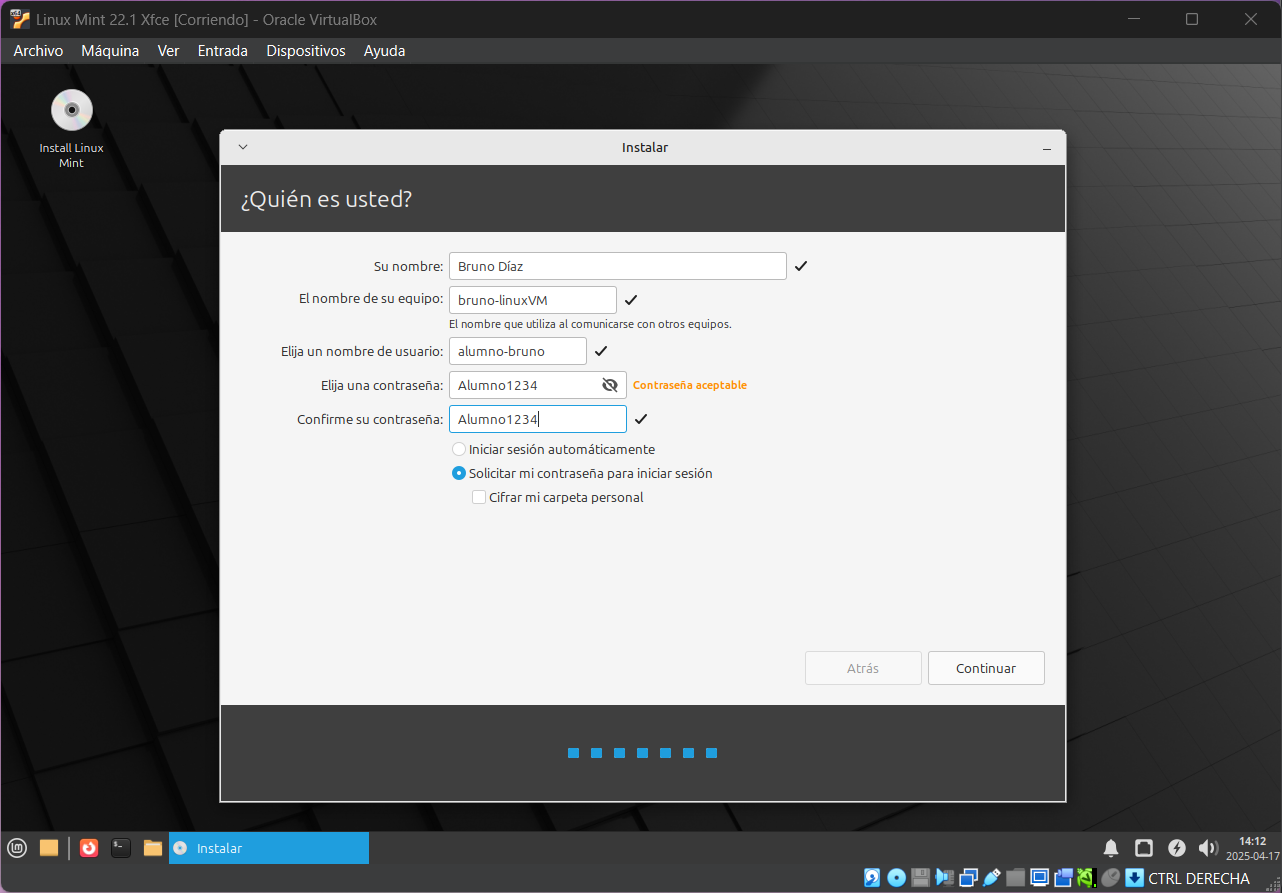 Linux Mint 22.1 Xfce [Corriendo] - Oracle VirtualBox
Archivo Máquina Ver Entrada Dispositivos Ayuda
Install Linux
Mint
Instalar
¿Quién es usted?
Su nombre: Bruno Díaz
El nombre de su equipo: bruno-linuxVM
El nombre que utiliza al comunicarse con otros equipos.
Elija un nombre de usuario: alumno-bruno
Elija una contraseña: Alumno1234 Contraseña aceptable
Confirme su contraseña: Alumno1234
Iniciar sesión automáticamente
Solicitar mi contraseña para iniciar sesión
Cifrar mi carpeta personal
Atrás Continuar
Instalar
14:12
2025-04-17
CTRL DERECHA